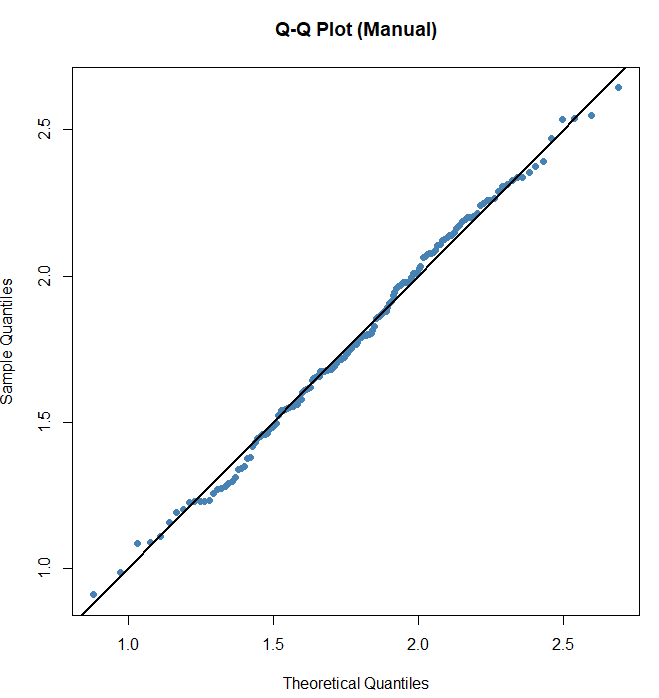 Q-Q Plot (Manual)
Sample Quantiles
2.5
2.0
1.5
1.0
1.0 1.5 2.0 2.5
Theoretical Quantiles